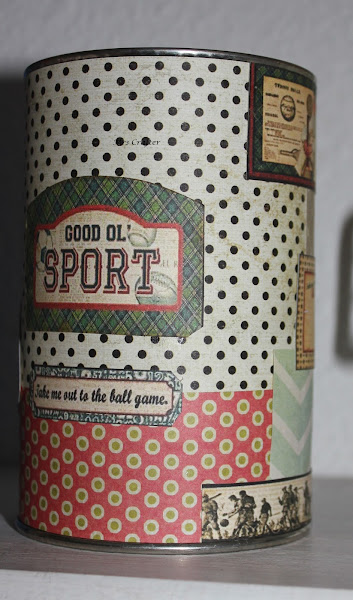 GOOD OL'
SPORT
Take me out to the ball game.